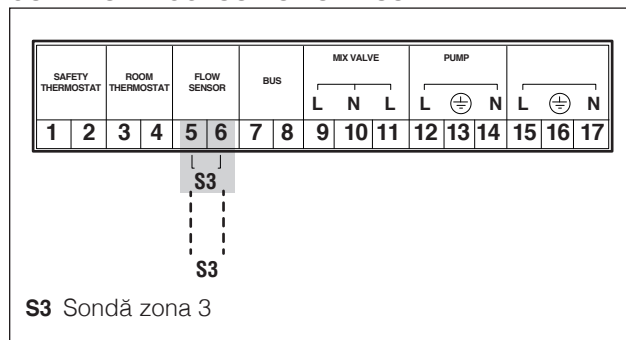 SAFETY THERMOSTAT ROOM THERMOSTAT FLOW SENSOR BUS MIX VALVE PUMP
L N L L N L N
1 2 3 4 5 6 7 8 9 10 11 12 13 14 15 16 17
S3
S3
S3 Sondă zona 3